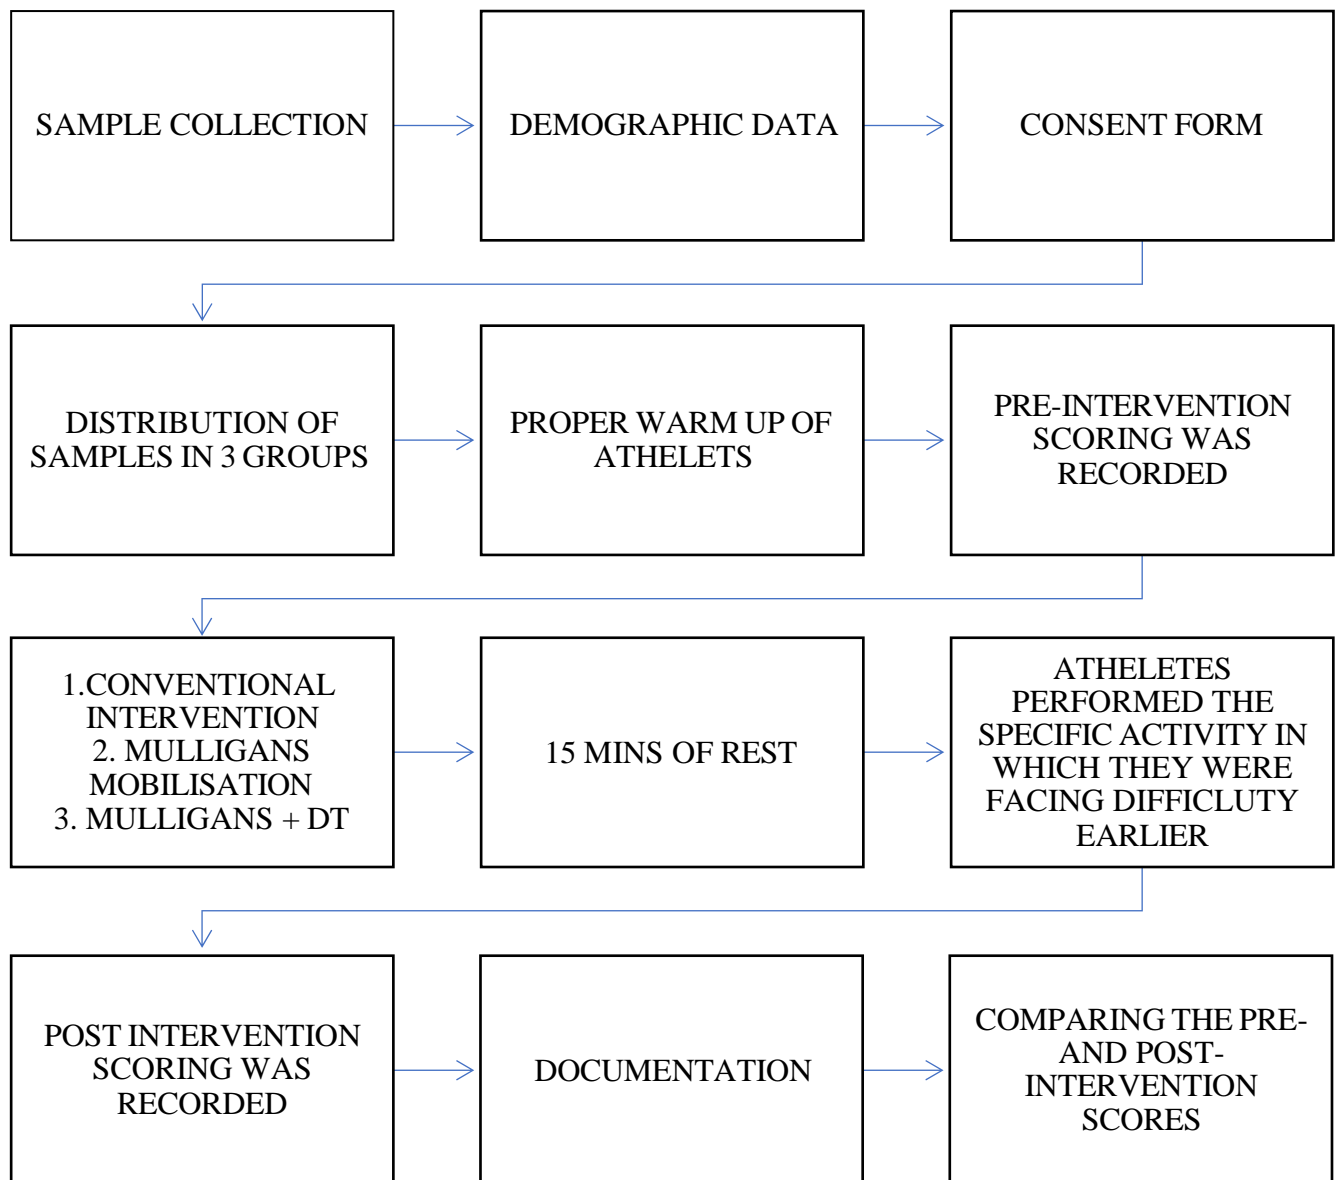 SAMPLE COLLECTION
DEMOGRAPHIC DATA
CONSENT FORM
DISTRIBUTION OF
SAMPLES IN 3 GROUPS
PROPER WARM UP OF
ATHELETS
PRE-INTERVENTION
SCORING WAS
RECORDED
1.CONVENTIONAL
INTERVENTION
2. MULLIGANS
MOBILISATION
3. MULLIGANS + DT
15 MINS OF REST
ATHELETES
PERFORMED THE
SPECIFIC ACTIVITY IN
WHICH THEY WERE
FACING DIFFICLUTY
EARLIER
POST INTERVENTION
SCORING WAS
RECORDED
DOCUMENTATION
COMPARING THE PRE-
AND POST-
INTERVENTION
SCORES